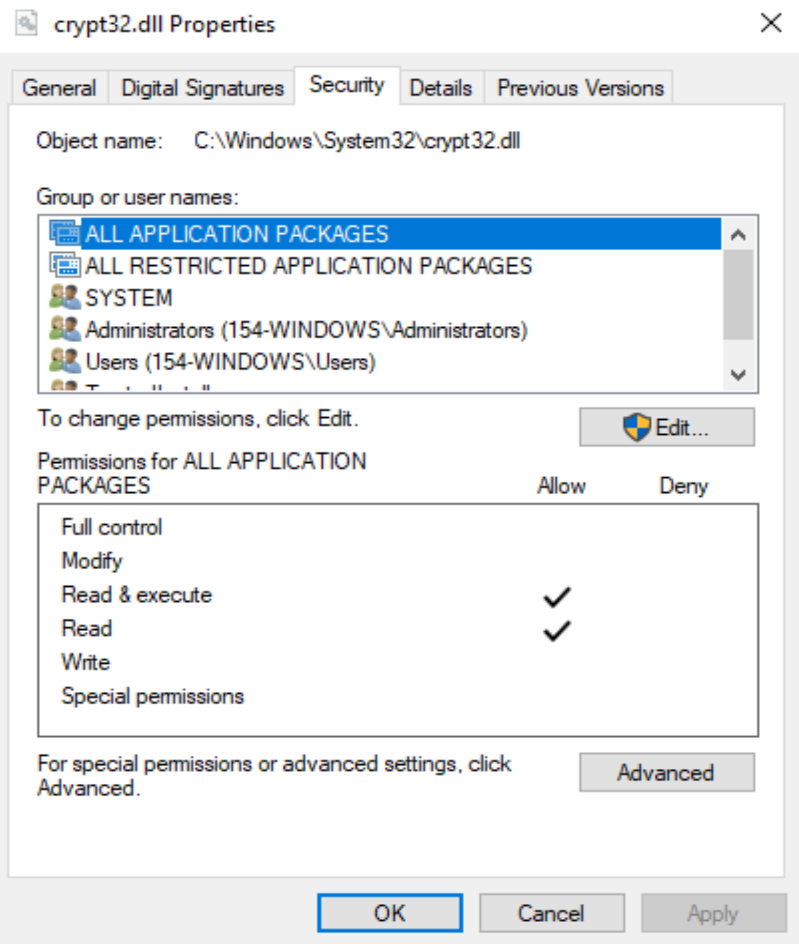 crypt32.dll Properties
General Digital Signatures Security Details Previous Versions
Object name: C:\Windows\System32\crypt32.dll
Group or user names:
ALL APPLICATION PACKAGES
ALL RESTRICTED APPLICATION PACKAGES
SYSTEM
Administrators (154-WINDOWS\Administrators)
Users (154-WINDOWS\Users)
To change permissions, click Edit.
Edit...
Permissions for ALL APPLICATION
PACKAGES Allow Deny
Full control
Modify
Read & execute
Read
Write
Special permissions
For special permissions or advanced settings, click
Advanced.
Advanced
OK Cancel Apply